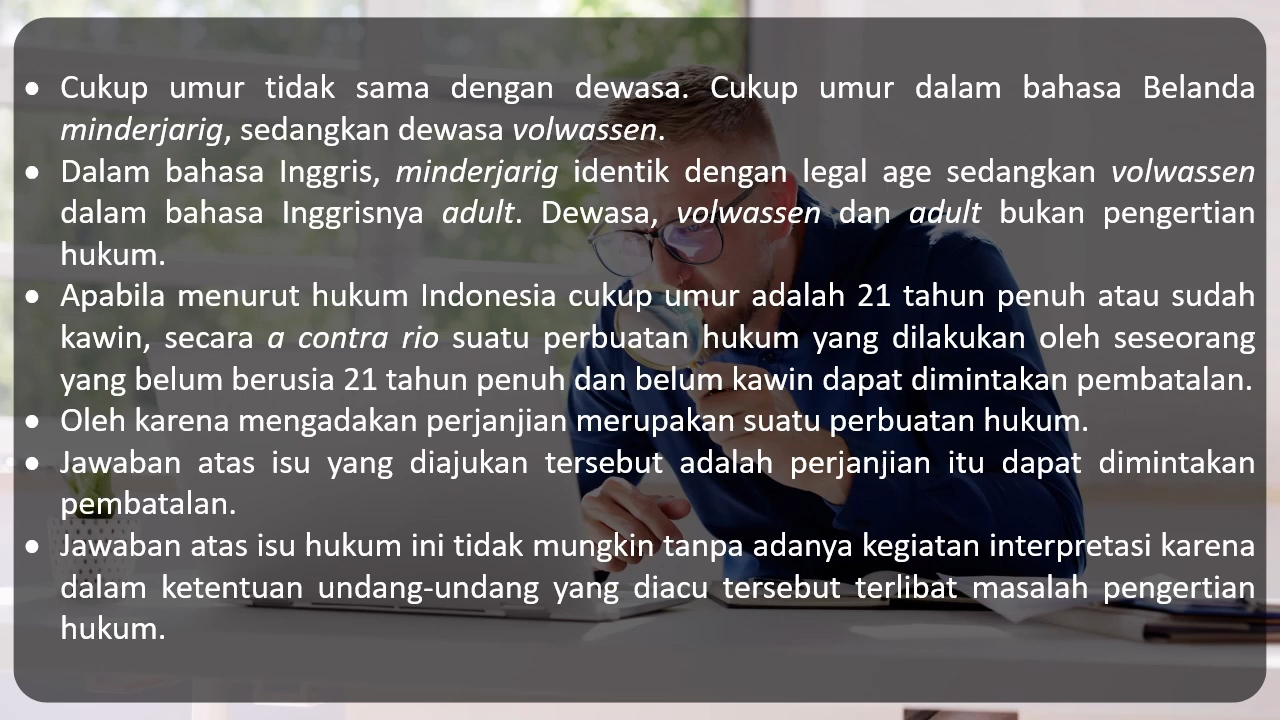 • Cukup umur tidak sama dengan dewasa. Cukup umur dalam bahasa Belanda
minderjarig, sedangkan dewasa volwassen.
• Dalam bahasa Inggris, minderjarig identik dengan legal age sedangkan volwassen
dalam bahasa Inggrisnya adult. Dewasa, volwassen dan adult bukan pengertian
hukum.
• Apabila menurut hukum Indonesia cukup umur adalah 21 tahun penuh atau sudah
kawin, secara a contra rio suatu perbuatan hukum yang dilakukan oleh seseorang
yang belum berusia 21 tahun penuh dan belum kawin dapat dimintakan pembatalan.
• Oleh karena mengadakan perjanjian merupakan suatu perbuatan hukum.
• Jawaban atas isu yang diajukan tersebut adalah perjanjian itu dapat dimintakan
pembatalan.
• Jawaban atas isu hukum ini tidak mungkin tanpa adanya kegiatan interpretasi karena
dalam ketentuan undang-undang yang diacu tersebut terlibat masalah pengertian
hukum.